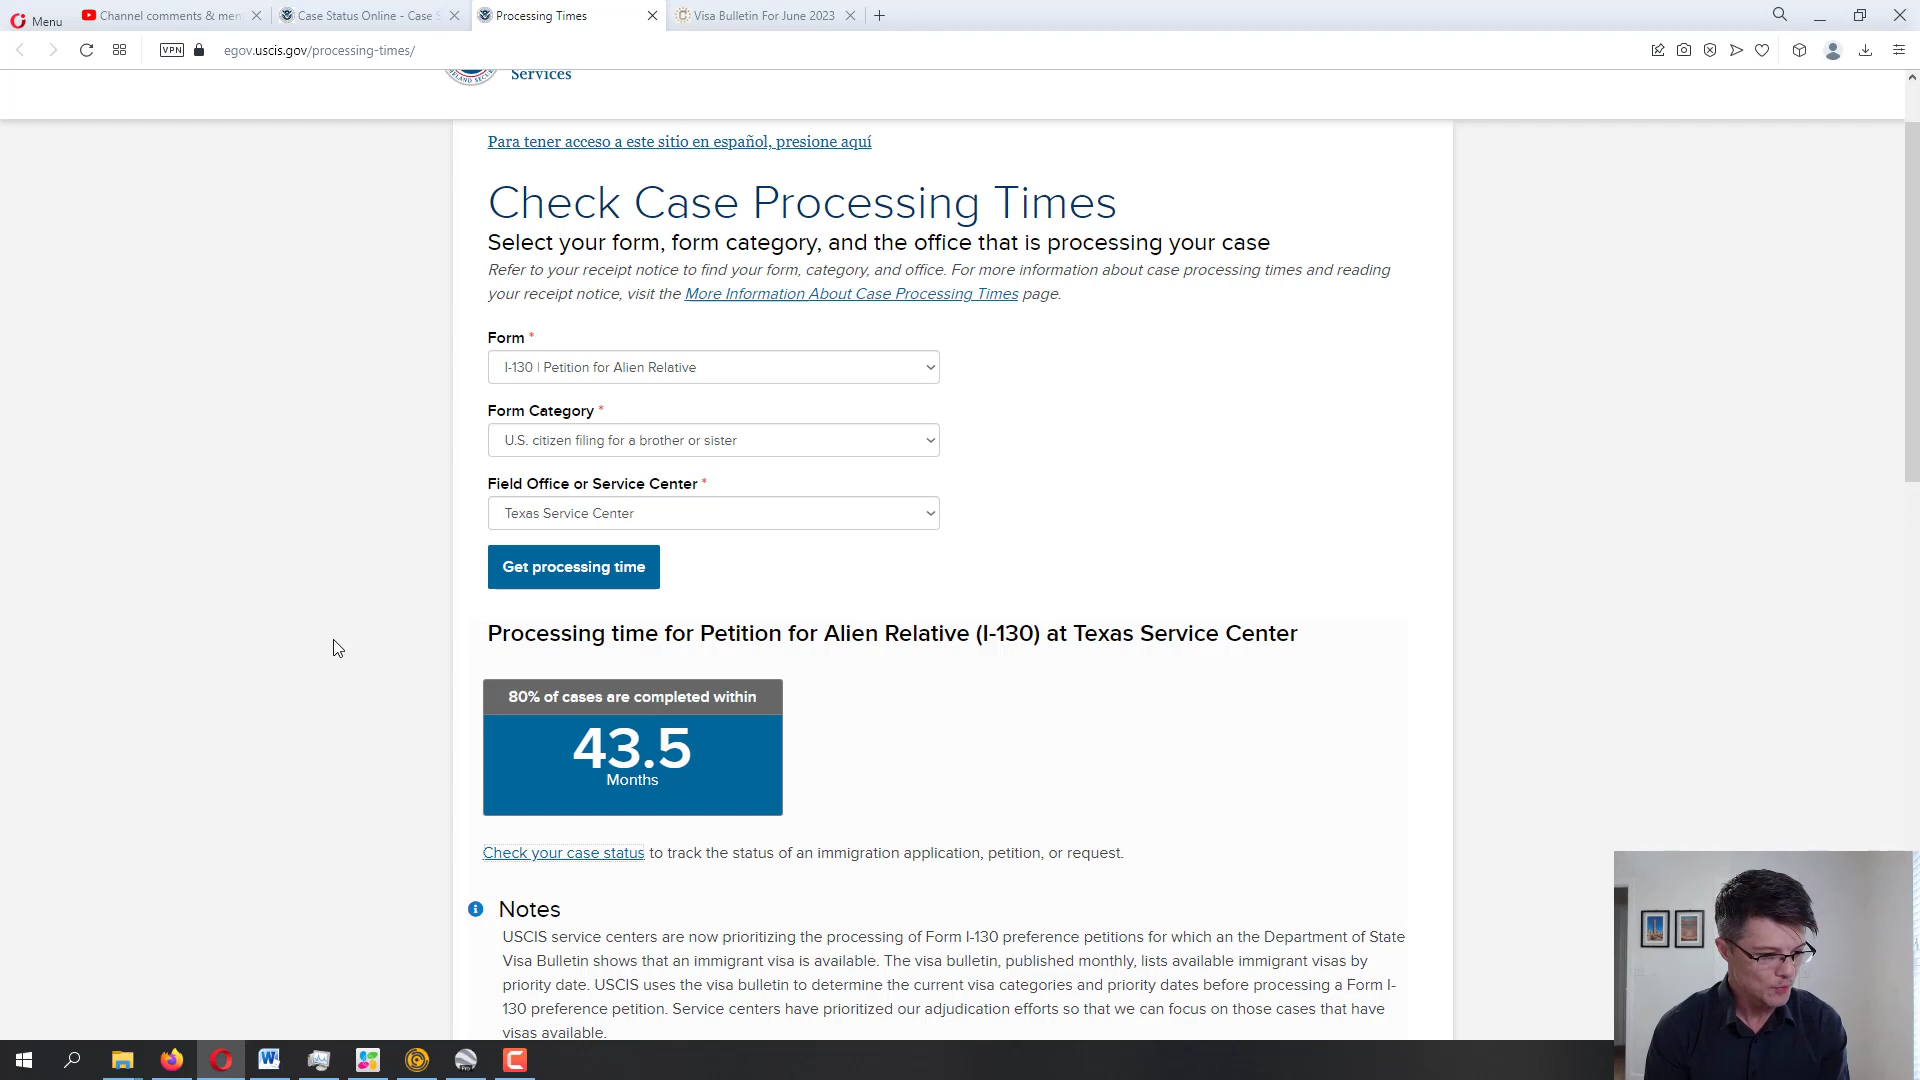 Menu
Channel comments & men
Case Status Online - Case S
Processing Times
Visa Bulletin For June 2023
VPN
egov.uscis.gov/processing-times/
Services
Para tener acceso a este sitio en español, presione aquí
Check Case Processing Times
Select your form, form category, and the office that is processing your case
Refer to your receipt notice to find your form, category, and office. For more information about case processing times and reading
your receipt notice, visit the More Information About Case Processing Times page.
Form *
I-130 | Petition for Alien Relative
Form Category *
U.S. citizen filing for a brother or sister
Field Office or Service Center *
Texas Service Center
Get processing time
Processing time for Petition for Alien Relative (I-130) at Texas Service Center
80% of cases are completed within
43.5
Months
Check your case status to track the status of an immigration application, petition, or request.
Notes
USCIS service centers are now prioritizing the processing of Form I-130 preference petitions for which an the Department of State
Visa Bulletin shows that an immigrant visa is available. The visa bulletin, published monthly, lists available immigrant visas by
priority date. USCIS uses the visa bulletin to determine the current visa categories and priority dates before processing a Form I-
130 preference petition. Service centers have prioritized our adjudication efforts so that we can focus on those cases that have
visas available.